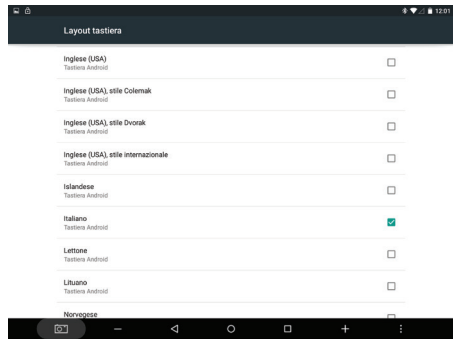 12:01
Layout tastiera
Inglese (USA)
Tastiera Android
Inglese (USA), stile Colemak
Tastiera Android
Inglese (USA), stile Dvorak
Tastiera Android
Inglese (USA), stile internazionale
Tastiera Android
Islandese
Tastiera Android
Italiano
Tastiera Android
Lettone
Tastiera Android
Lituano
Tastiera Android
Norvegese